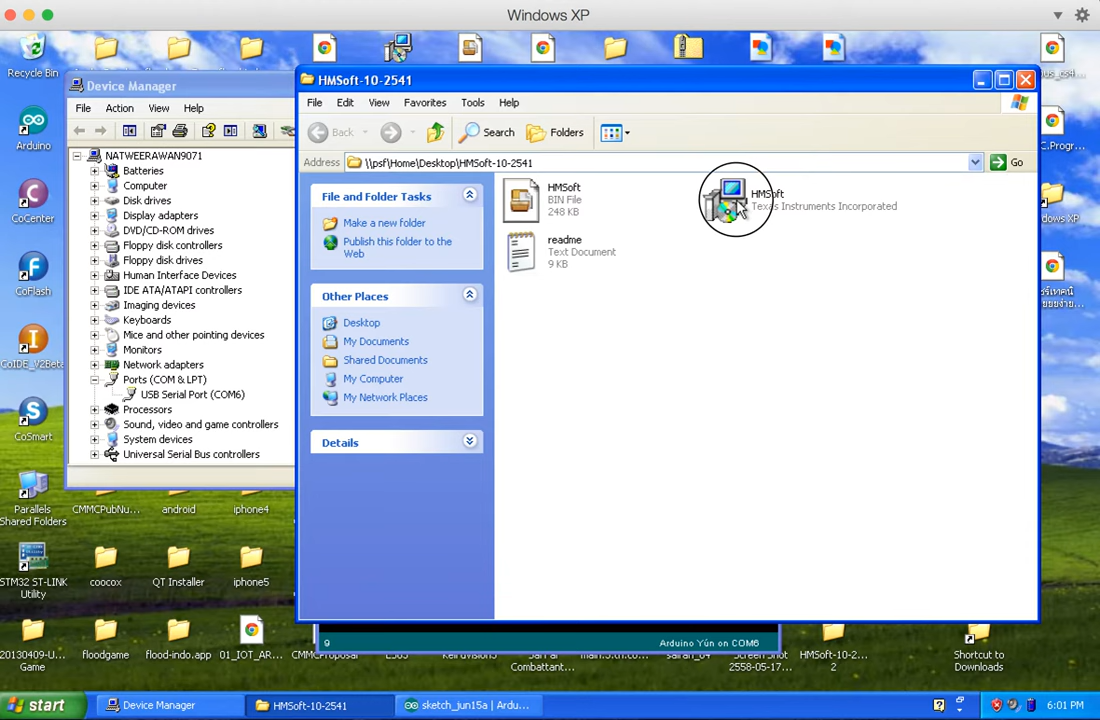 Windows XP
Recycle Bin
Arduino
CoCenter
CoFlash
CoIDE_V2Beta
CoSmart
Parallels
Shared Folders
STM32 ST-LINK
Utility
20130409-U...
Game
Device Manager
File Action View Help
NATWEERAWAN9071
Batteries
Computer
Disk drives
Display adapters
DVD/CD-ROM drives
Floppy disk controllers
Floppy disk drives
Human Interface Devices
IDE ATA/ATAPI controllers
Imaging devices
Keyboards
Mice and other pointing devices
Monitors
Network adapters
Ports (COM & LPT)
USB Serial Port (COM6)
Processors
Sound, video and game controllers
System devices
Universal Serial Bus controllers
HMSoft-10-2541
File Edit View Favorites Tools Help
Back Search Folders
Address \\psf\Home\Desktop\HMSoft-10-2541 Go
File and Folder Tasks
Make a new folder
Publish this folder to the
Web
Other Places
Desktop
My Documents
Shared Documents
My Computer
My Network Places
Details
HMSoft
BIN File
248 KB
HMSoft
Texas Instruments Incorporated
readme
Text Document
9 KB
CMMCPubNu... android iphone4
coocox QT Installer iphone5
floodgame flood-indo.app 01_IOT_AR... CMMCProposal
Combattant... 2558-05-17...
HMSoft-10-2...
2
Shortcut to
Downloads
C.Progr...
9 Arduino Yún on COM6
start Device Manager HMSoft-10-2541 sketch_jun15a | Ardu... 6:01 PM